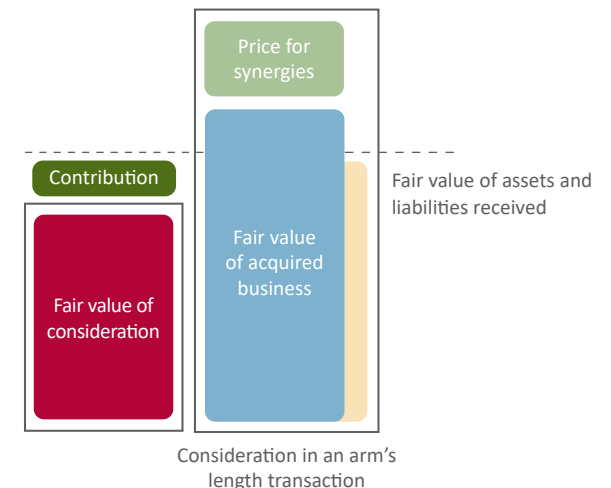 Price for
synergies
Contribution
Fair value of assets and
liabilities received
Fair value
of acquired
business
Fair value of
consideration
Consideration in an arm's
length transaction